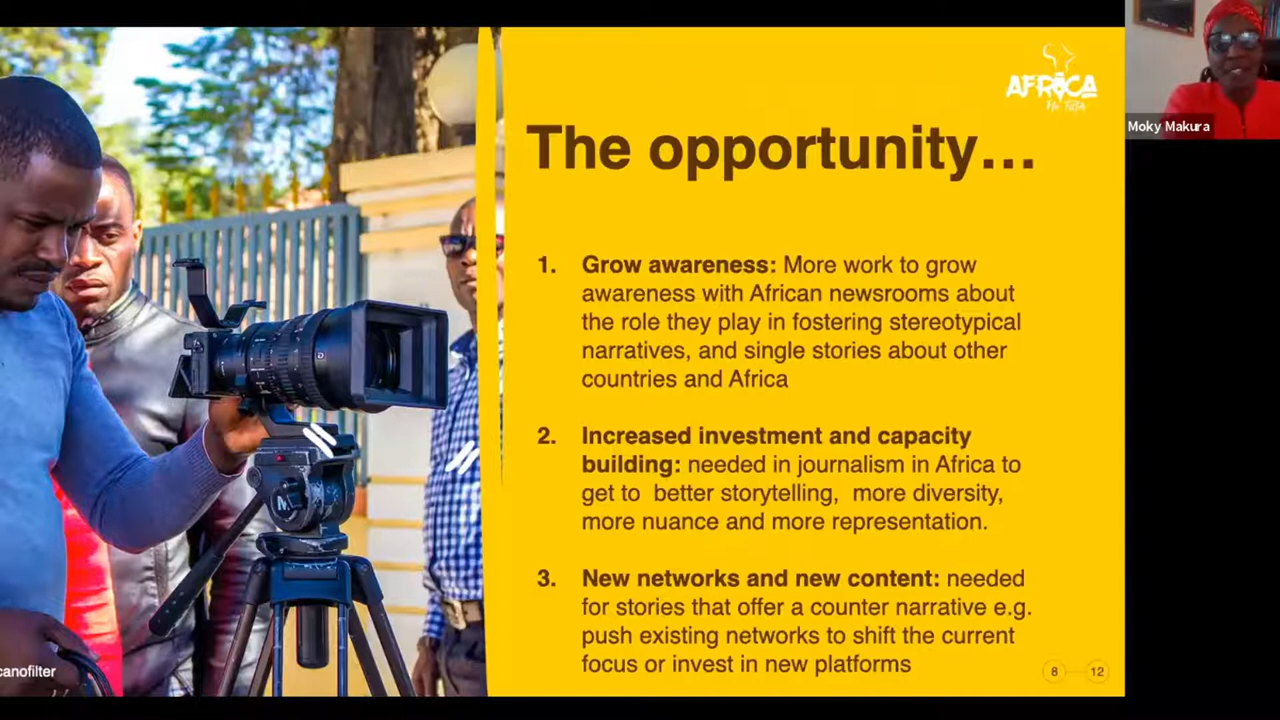 AFRICA
No Filter
The opportunity…
1. Grow awareness: More work to grow
awareness with African newsrooms about
the role they play in fostering stereotypical
narratives, and single stories about other
countries and Africa
2. Increased investment and capacity
building: needed in journalism in Africa to
get to better storytelling, more diversity,
more nuance and more representation.
3. New networks and new content: needed
for stories that offer a counter narrative e.g.
push existing networks to shift the current
focus or invest in new platforms
canofilter
8 12
Moky Makura